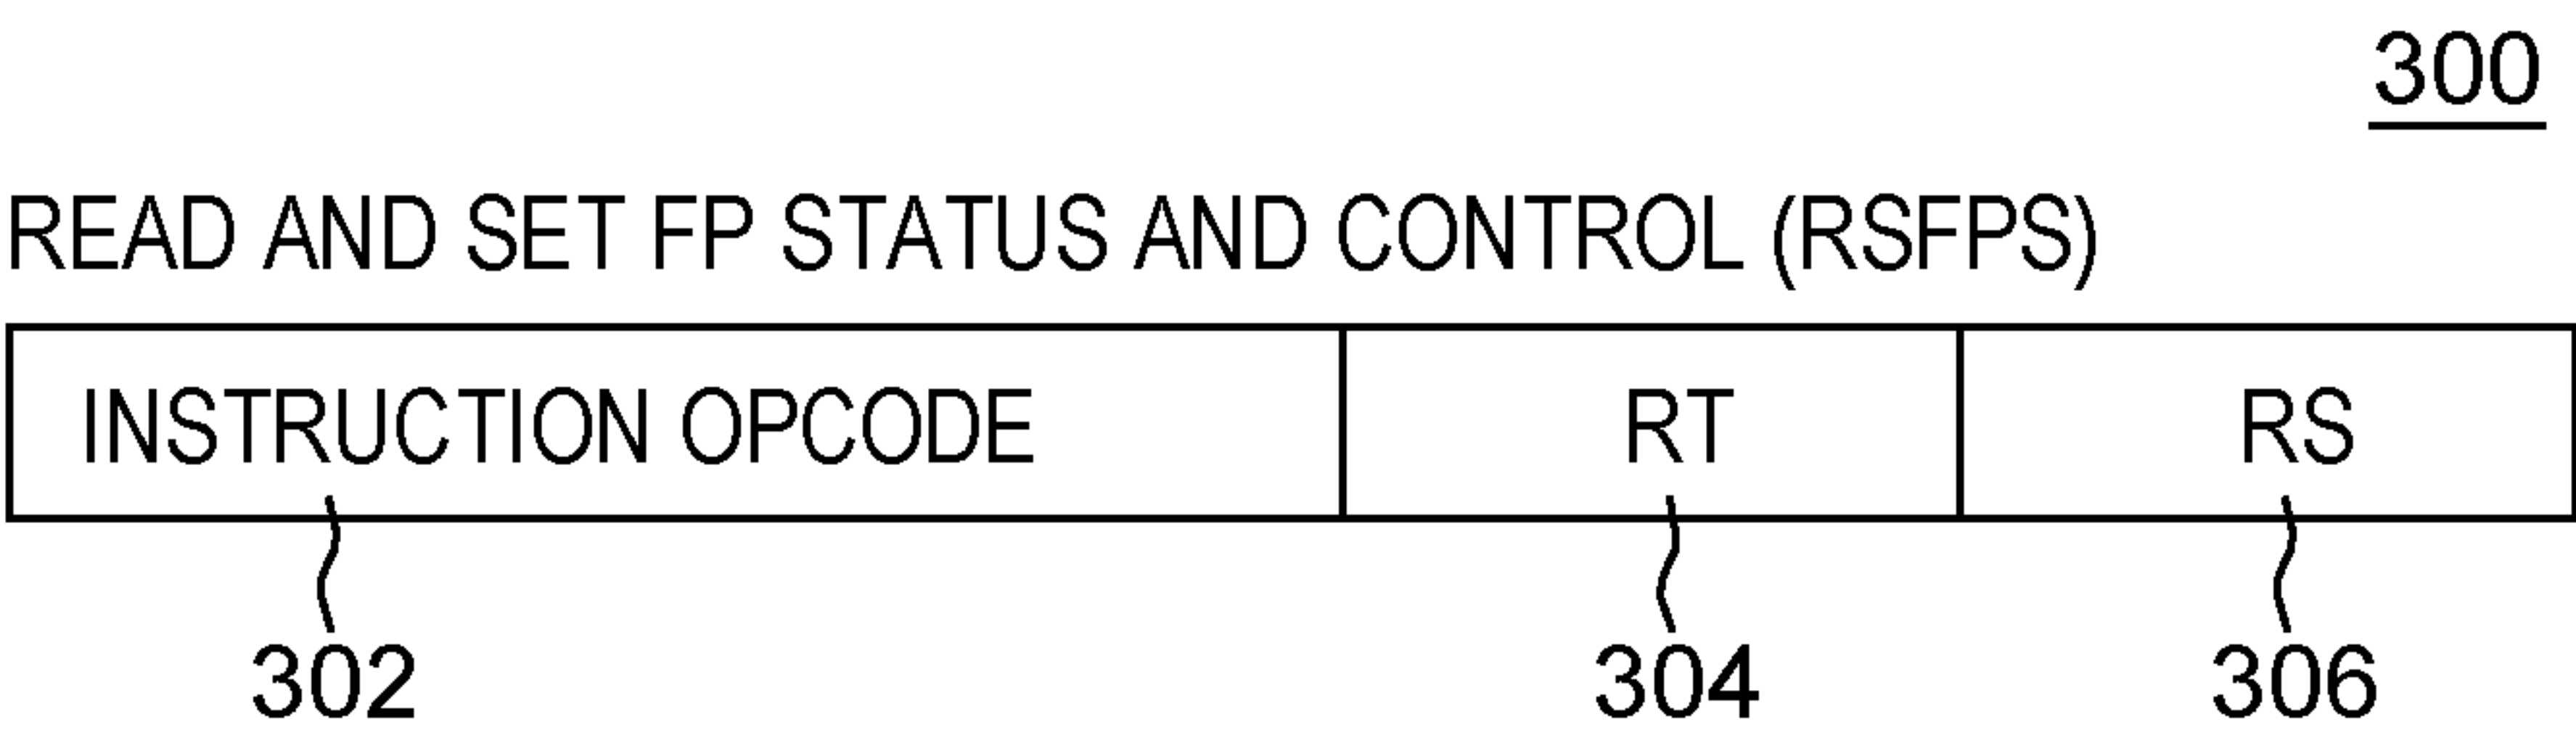 300
READ AND SET FP STATUS AND CONTROL (RSFPS)
INSTRUCTION OPCODE RT RS
302 304 306